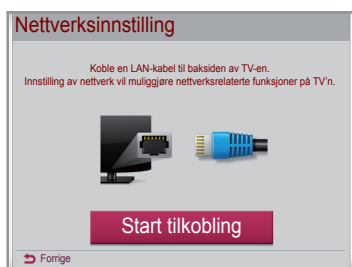 Nettverksinnstilling
Koble en LAN-kabel til baksiden av TV-en.
Innstilling av nettverk vil muliggjøre nettverksrelaterte funksjoner på TV'n.
Start tilkobling
Forrige